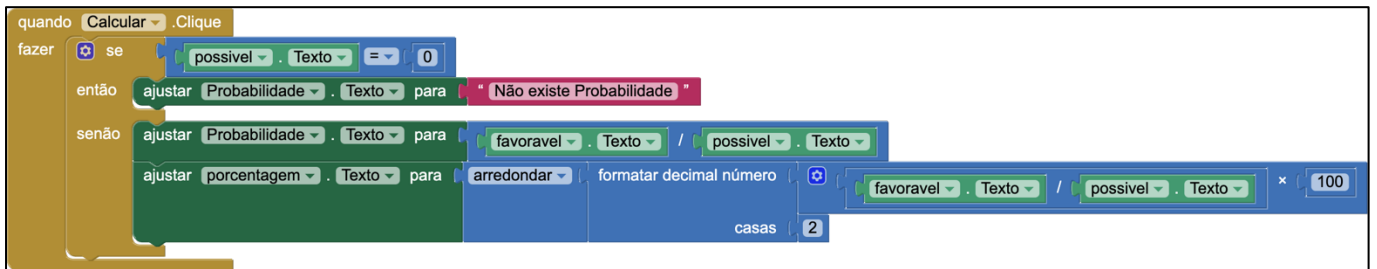 quando Calcular .Clique
fazer se possivel . Texto = 0
então ajustar Probabilidade . Texto para " Não existe Probabilidade "
senão ajustar Probabilidade . Texto para favoravel . Texto / possivel . Texto
ajustar porcentagem . Texto para arredondar formatar decimal número favoravel . Texto / possivel . Texto × 100
casas 2